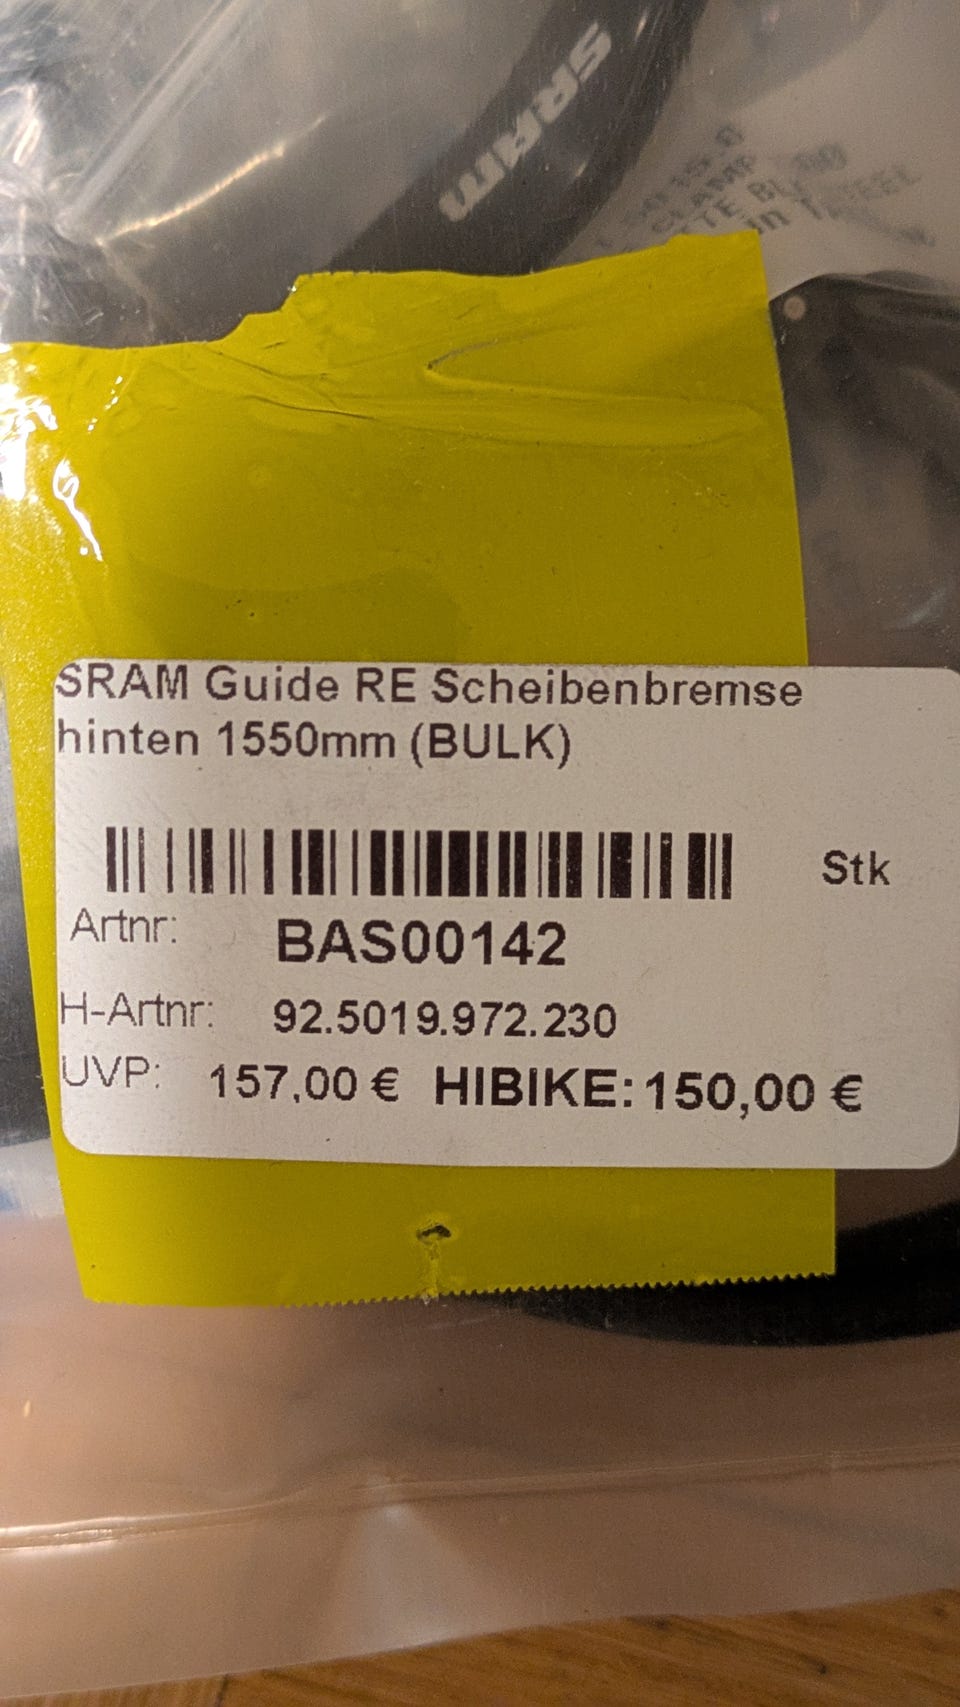 SRAM
CLAMP
SRAM Guide RE Scheibenbremse
hinten 1550mm (BULK)
Stk
Artnr: BAS00142
H-Artnr: 92.5019.972.230
UVP: 157,00 € HIBIKE: 150,00 €